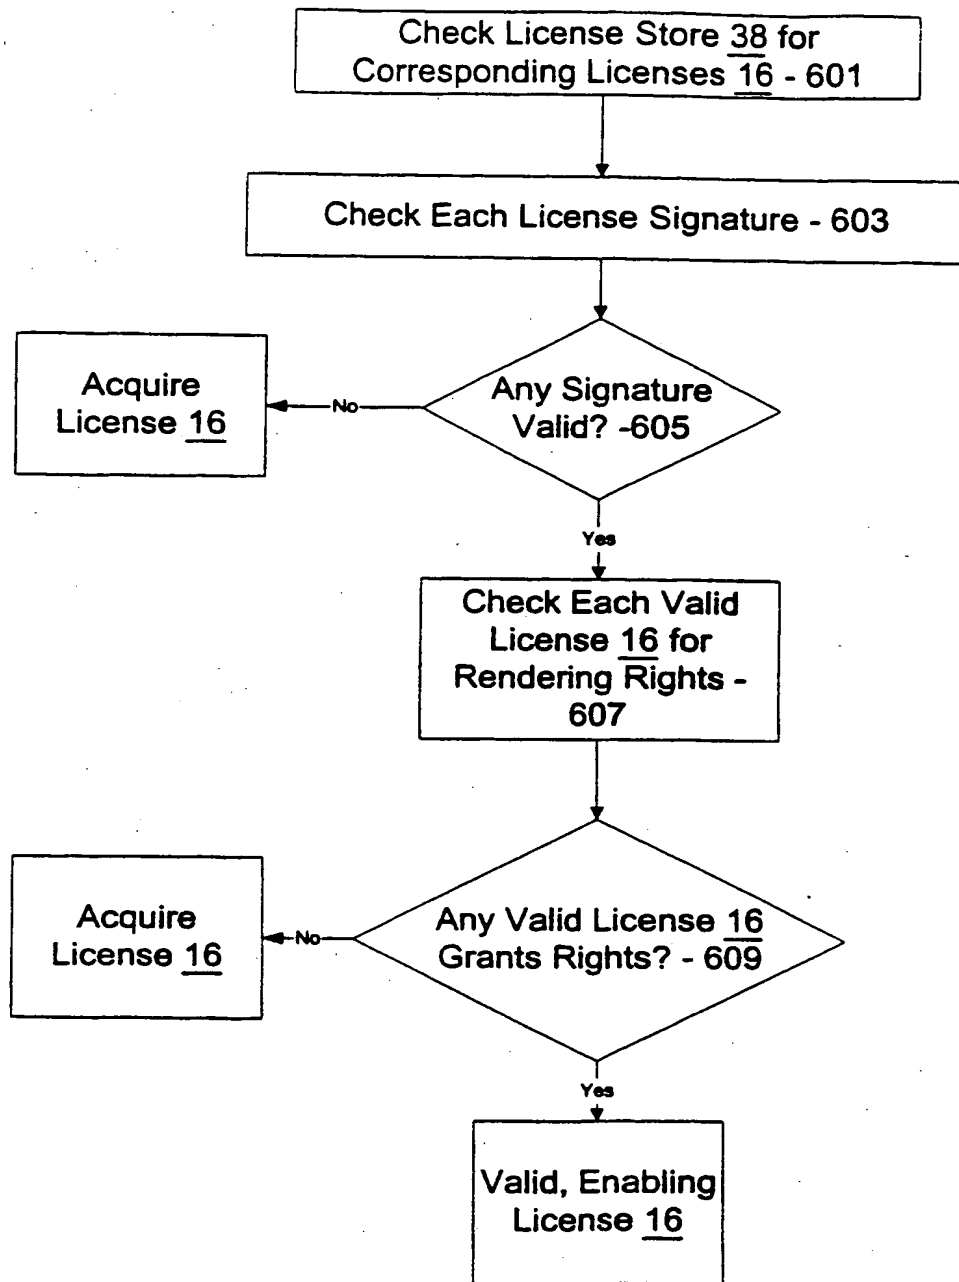 Check License Store 38 for
Corresponding Licenses 16 - 601
Check Each License Signature - 603
Any Signature
Valid? -605
No
Acquire
License 16
Yes
Check Each Valid
License 16 for
Rendering Rights -
607
Any Valid License 16
Grants Rights? - 609
No
Acquire
License 16
Yes
Valid, Enabling
License 16